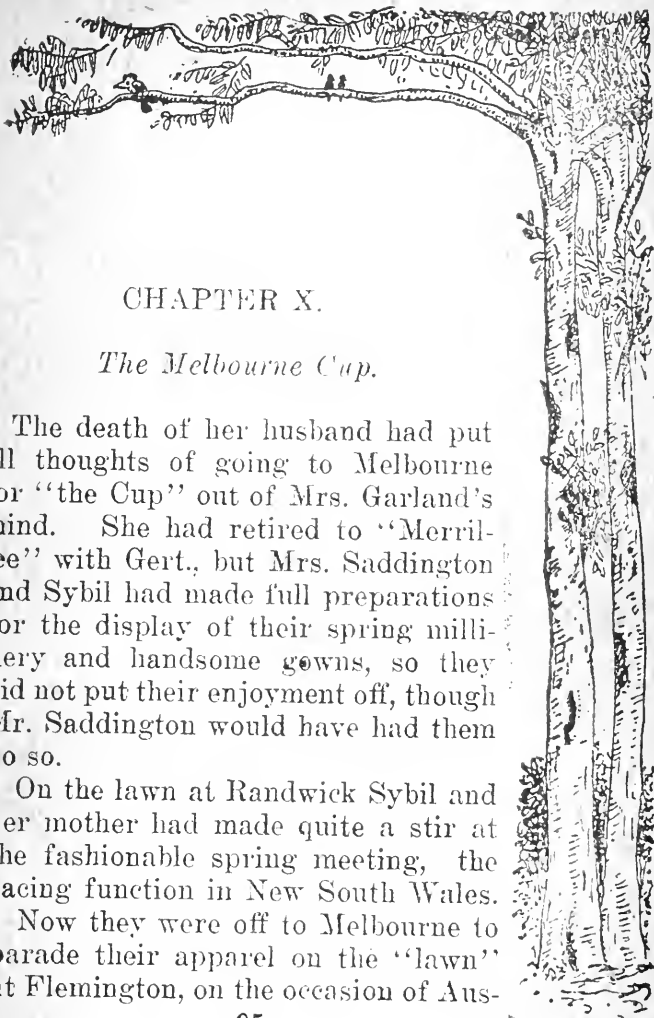 CHAPTER X.
The Melbourne Cup.
The death of her husband had put
ll thoughts of going to Melbourne
or "the Cup" out of Mrs. Garland's
nind. She had retired to "Merril-
ee" with Gert., but Mrs. Saddington
nd Sybil had made full preparations
or the display of their spring milli-
ery and handsome gowns, so they
id not put their enjoyment off, though
Mr. Saddington would have had them
o so.
On the lawn at Randwick Sybil and
er mother had made quite a stir at
he fashionable spring meeting, the
acing function in New South Wales.
Now they were off to Melbourne to
parade their apparel on the "lawn"
t Flemington, on the occasion of Aus-